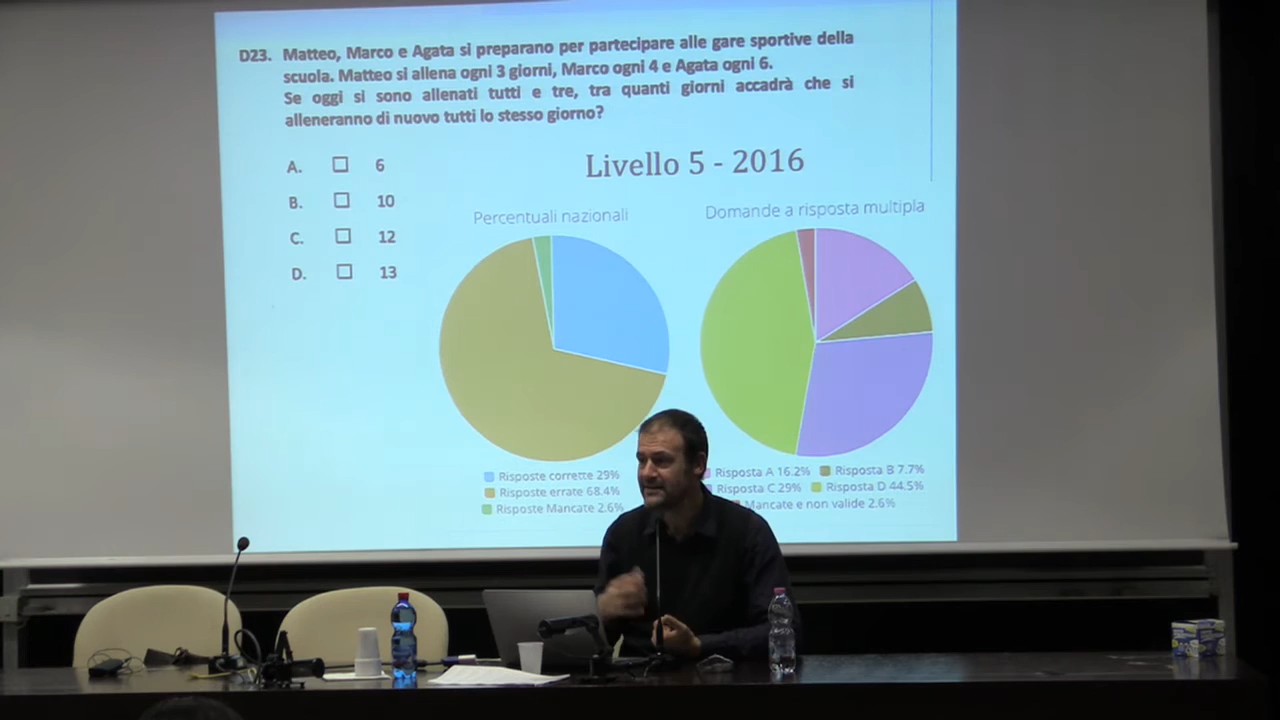 D23. Matteo, Marco e Agata si preparano per partecipare alle gare sportive della
scuola. Matteo si allena ogni 3 giorni, Marco ogni 4 e Agata ogni 6.
Se oggi si sono allenati tutti e tre, tra quanti giorni accadrà che si
alleneranno di nuovo tutti lo stesso giorno?
A. 6
B. 10
C. 12
D. 13
Livello 5 - 2016
Percentuali nazionali
Risposte corrette 29%
Risposte errate 68.4%
Risposte Mancate 2.6%
Domande a risposta multipla
Risposta A 16.2% Risposta B 7.7%
Risposta C 29% Risposta D 44.5%
Mancate e non valide 2.6%